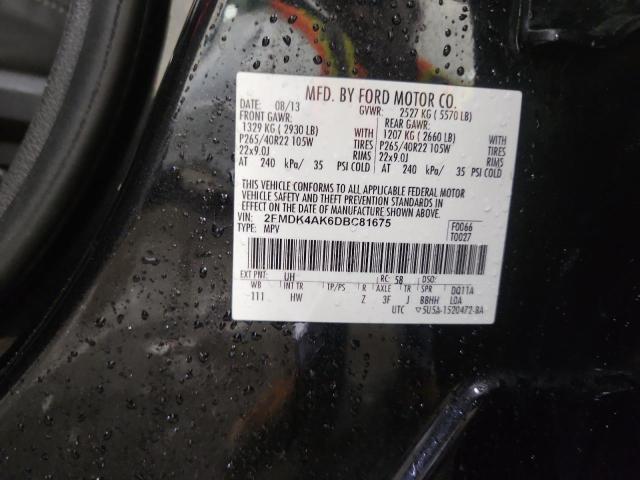 MFD. BY FORD MOTOR CO.
DATE: 08/13 GVWR: 2527 KG ( 5570 LB)
FRONT GAWR: REAR GAWR:
1329 KG ( 2930 LB) WITH 1207 KG ( 2660 LB) WITH
P265/40R22 105W TIRES P265/40R22 105W TIRES
22x9.0J RIMS 22x9.0J RIMS
AT 240 kPa/ 35 PSI COLD AT 240 kPa/ 35 PSI COLD
THIS VEHICLE CONFORMS TO ALL APPLICABLE FEDERAL MOTOR
VEHICLE SAFETY AND THEFT PREVENTION STANDARDS IN
EFFECT ON THE DATE OF MANUFACTURE SHOWN ABOVE.
VIN: 2FMDK4AK6DBC81675 F0066
TYPE: MPV T0027
EXT PNT: UH RC: 58 DSO:
WB INT TR TP/PS R AXLE TR SPR DQ11A
111 HW Z 3F J BBHH LOA
UTC 5U5A-1520472-BA